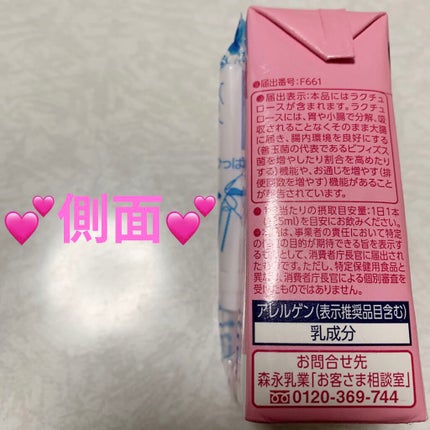 ●届出番号:F661
●届出表示:本品にはラクチュ
ロースが含まれます。ラクチュ
ロースには、胃や小腸で分解、吸
収されることなくそのまま大腸
に届き、腸内環境を良好にする
(善玉菌の代表であるビフィズス
菌を増やしたり割合を高めたり
する)機能や、お通じを増やす(排
便回数を増やす)機能があること
が報告されています。
当たりの摂取目安量:1日1本
を目安にお飲みください。
は、事業者の責任において特定の
の目的が期待できる旨を表示
するものとして、消費者庁長官に届出された
ものです。ただし、特定保健用食品と
異なり、消費者庁長官による個別審査を
受けたものではありません。
アレルゲン(表示推奨品目含む)
乳成分
お問合せ先
森永乳業「お客さま相談室」
0120-369-744
💕側面💕